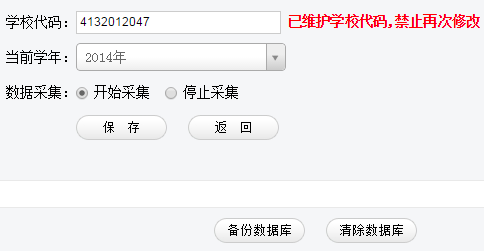 学校代码: 4132012047 已维护学校代码,禁止再次修改
当前学年: 2014年
数据采集: 开始采集 停止采集
保 存 返 回
备份数据库 清除数据库